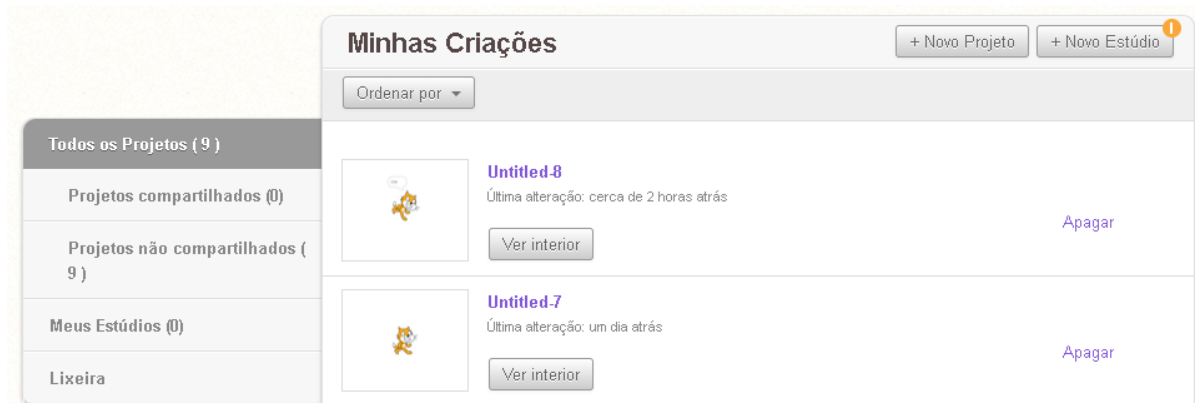 Minhas Criações
+ Novo Projeto
+ Novo Estúdio
Ordenar por
Todos os Projetos ( 9 )
Projetos compartilhados (0)
Projetos não compartilhados (
9 )
Meus Estúdios (0)
Lixeira
Untitled-8
Última alteração: cerca de 2 horas atrás
Ver interior
Apagar
Untitled-7
Última alteração: um dia atrás
Ver interior
Apagar